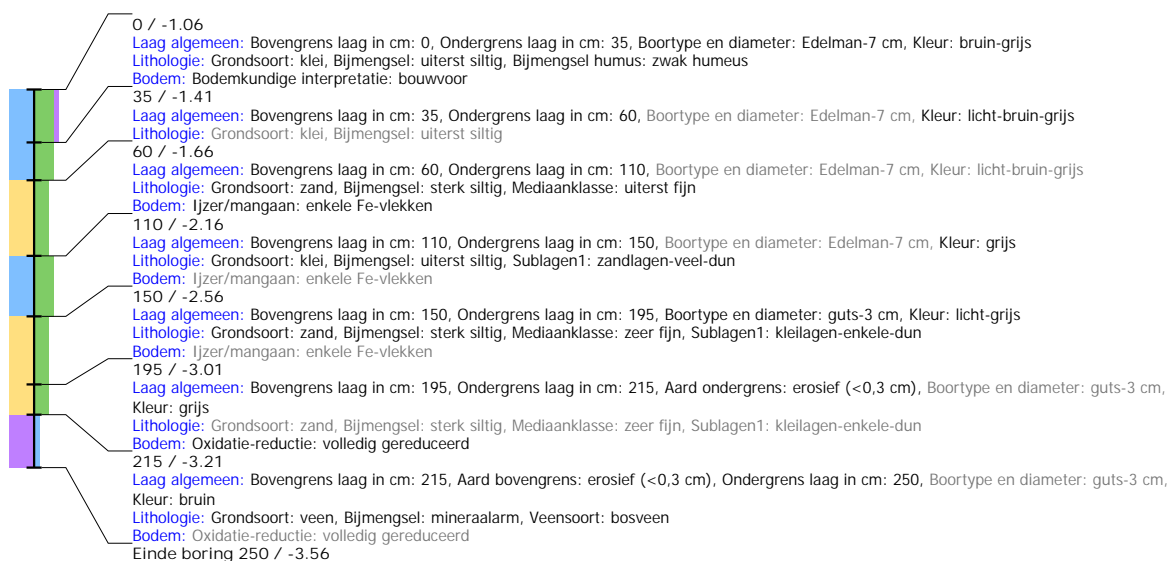 0 / -1.06
Laag algemeen: Bovengrens laag in cm: 0, Ondergrens laag in cm: 35, Boortype en diameter: Edelman-7 cm, Kleur: bruin-grijs
Lithologie: Grondsoort: klei, Bijmengsel: uiterst siltig, Bijmengsel humus: zwak humeus
Bodem: Bodemkundige interpretatie: bouwvoor
35 / -1.41
Laag algemeen: Bovengrens laag in cm: 35, Ondergrens laag in cm: 60, Boortype en diameter: Edelman-7 cm, Kleur: licht-bruin-grijs
Lithologie: Grondsoort: klei, Bijmengsel: uiterst siltig
60 / -1.66
Laag algemeen: Bovengrens laag in cm: 60, Ondergrens laag in cm: 110, Boortype en diameter: Edelman-7 cm, Kleur: licht-bruin-grijs
Lithologie: Grondsoort: zand, Bijmengsel: sterk siltig, Mediaanklasse: uiterst fijn
Bodem: Ijzer/mangaan: enkele Fe-vlekken
110 / -2.16
Laag algemeen: Bovengrens laag in cm: 110, Ondergrens laag in cm: 150, Boortype en diameter: Edelman-7 cm, Kleur: grijs
Lithologie: Grondsoort: klei, Bijmengsel: uiterst siltig, Sublagen1: zandlagen-veel-dun
Bodem: Ijzer/mangaan: enkele Fe-vlekken
150 / -2.56
Laag algemeen: Bovengrens laag in cm: 150, Ondergrens laag in cm: 195, Boortype en diameter: guts-3 cm, Kleur: licht-grijs
Lithologie: Grondsoort: zand, Bijmengsel: sterk siltig, Mediaanklasse: zeer fijn, Sublagen1: kleilagen-enkele-dun
Bodem: Ijzer/mangaan: enkele Fe-vlekken
195 / -3.01
Laag algemeen: Bovengrens laag in cm: 195, Ondergrens laag in cm: 215, Aard ondergrens: erosief (<0,3 cm), Boortype en diameter: guts-3 cm,
Kleur: grijs
Lithologie: Grondsoort: zand, Bijmengsel: sterk siltig, Mediaanklasse: zeer fijn, Sublagen1: kleilagen-enkele-dun
Bodem: Oxidatie-reductie: volledig gereduceerd
215 / -3.21
Laag algemeen: Bovengrens laag in cm: 215, Aard bovengrens: erosief (<0,3 cm), Ondergrens laag in cm: 250, Boortype en diameter: guts-3 cm,
Kleur: bruin
Lithologie: Grondsoort: veen, Bijmengsel: mineraalarm, Veensoort: bosveen
Bodem: Oxidatie-reductie: volledig gereduceerd
Einde boring 250 / -3.56